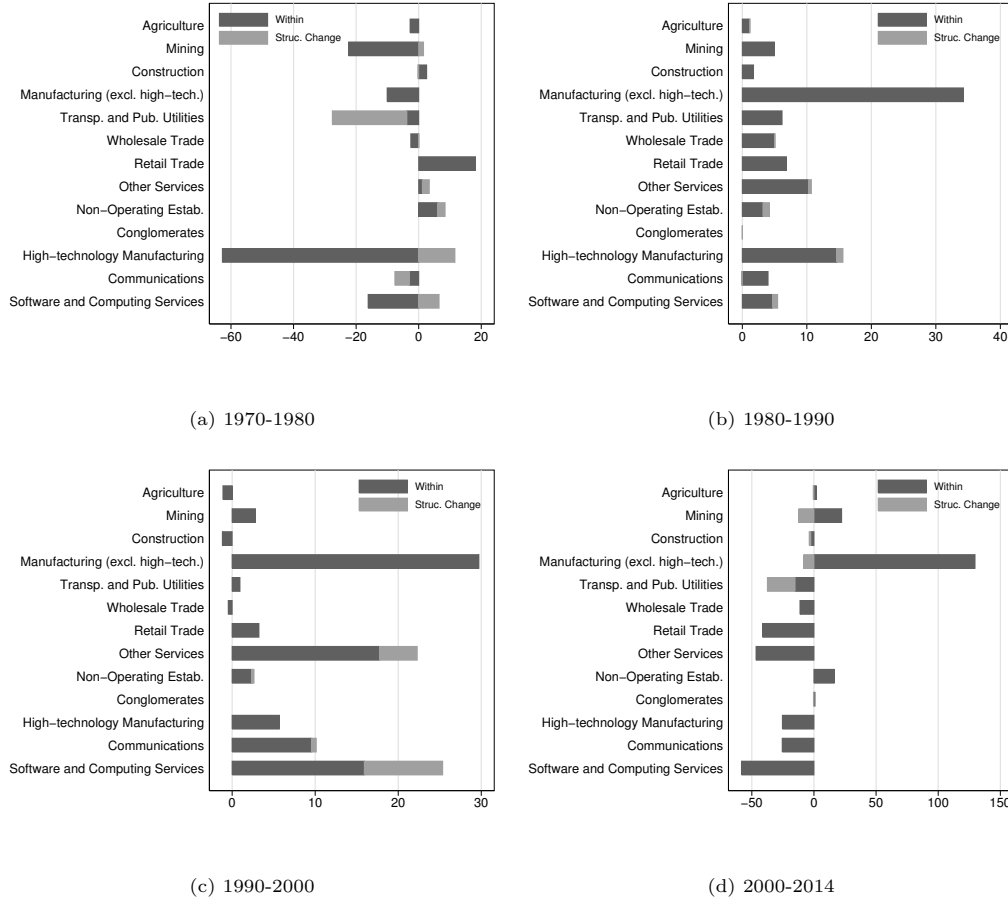 Agriculture
Mining
Construction
Manufacturing (excl. high−tech.)
Transp. and Pub. Utilities
Wholesale Trade
Retail Trade
Other Services
Non−Operating Estab.
Conglomerates
High−technology Manufacturing
Communications
Software and Computing Services
Within
Struc. Change
−60 −40 −20 0 20
(a) 1970-1980
Agriculture
Mining
Construction
Manufacturing (excl. high−tech.)
Transp. and Pub. Utilities
Wholesale Trade
Retail Trade
Other Services
Non−Operating Estab.
Conglomerates
High−technology Manufacturing
Communications
Software and Computing Services
Within
Struc. Change
0 10 20 30 40
(b) 1980-1990
Agriculture
Mining
Construction
Manufacturing (excl. high−tech.)
Transp. and Pub. Utilities
Wholesale Trade
Retail Trade
Other Services
Non−Operating Estab.
Conglomerates
High−technology Manufacturing
Communications
Software and Computing Services
Within
Struc. Change
0 10 20 30
(c) 1990-2000
Agriculture
Mining
Construction
Manufacturing (excl. high−tech.)
Transp. and Pub. Utilities
Wholesale Trade
Retail Trade
Other Services
Non−Operating Estab.
Conglomerates
High−technology Manufacturing
Communications
Software and Computing Services
Within
Struc. Change
−50 0 50 100 150
(d) 2000-2014